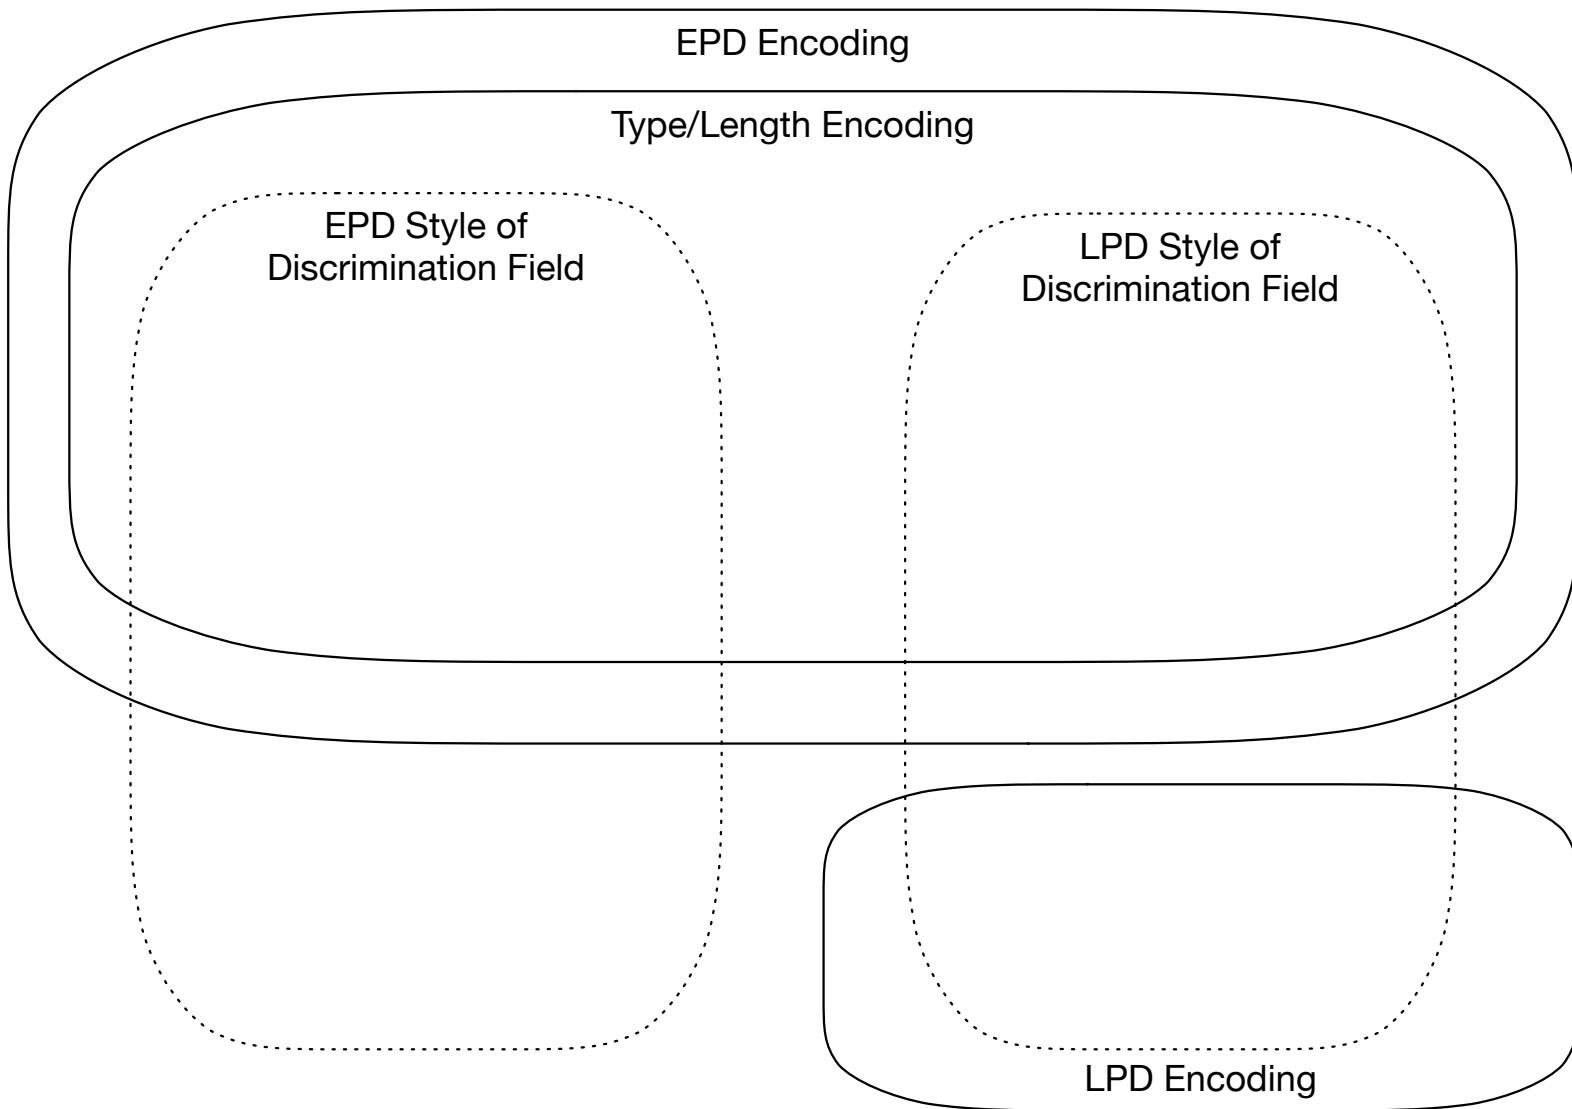 EPD Encoding
Type/Length Encoding
EPD Style of
Discrimination Field
LPD Style of
Discrimination Field
LPD Encoding